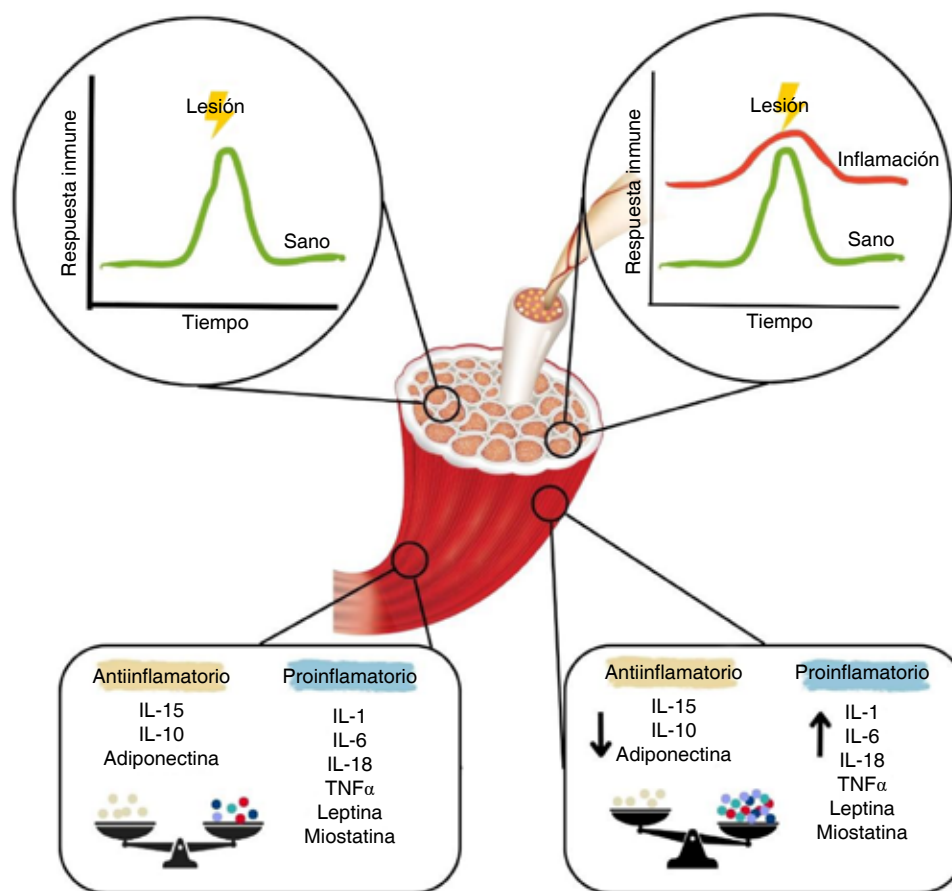 Respuesta inmune
Lesión
Sano
Tiempo
Respuesta inmune
Lesión
Inflamación
Sano
Tiempo
Antiinflamatorio
IL-15
IL-10
Adiponectina
Proinflamatorio
IL-1
IL-6
IL-18
TNFα
Leptina
Miostatina
Antiinflamatorio
IL-15
IL-10
Adiponectina
Proinflamatorio
IL-1
IL-6
IL-18
TNFα
Leptina
Miostatina